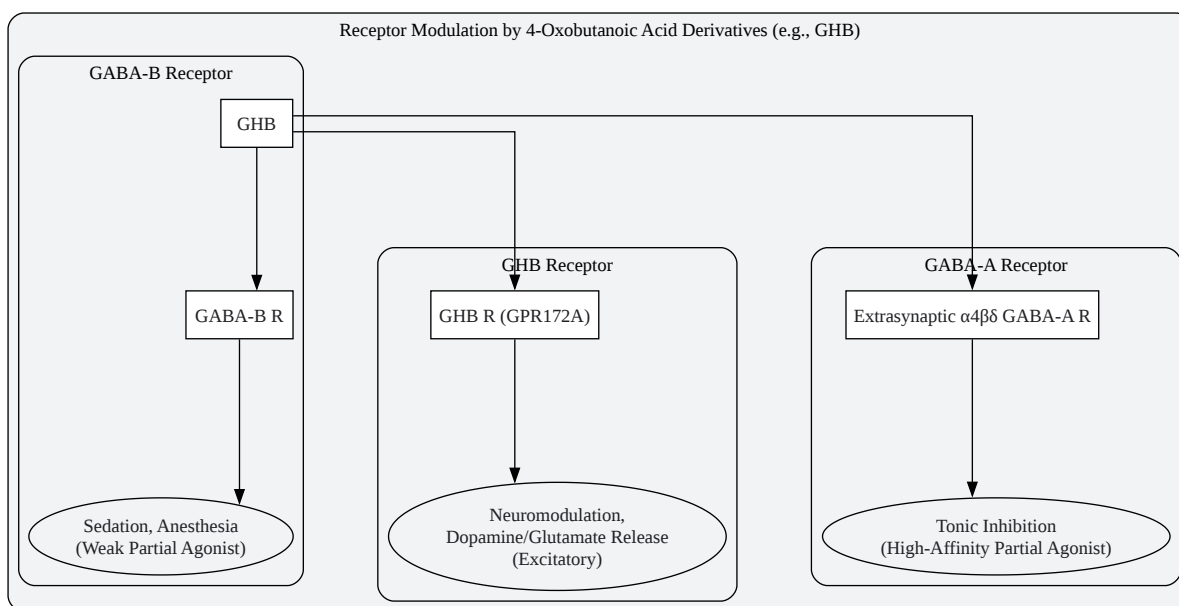 Receptor Modulation by 4-Oxobutanoic Acid Derivatives (e.g., GHB)
GABA-B Receptor
GHB
GHB Receptor
GABA-A Receptor
GABA-B R
GHB R (GPR172A)
Extrasynaptic α4βδ GABA-A R
Sedation, Anesthesia
(Weak Partial Agonist)
Neuromodulation,
Dopamine/Glutamate Release
(Excitatory)
Tonic Inhibition
(High-Affinity Partial Agonist)